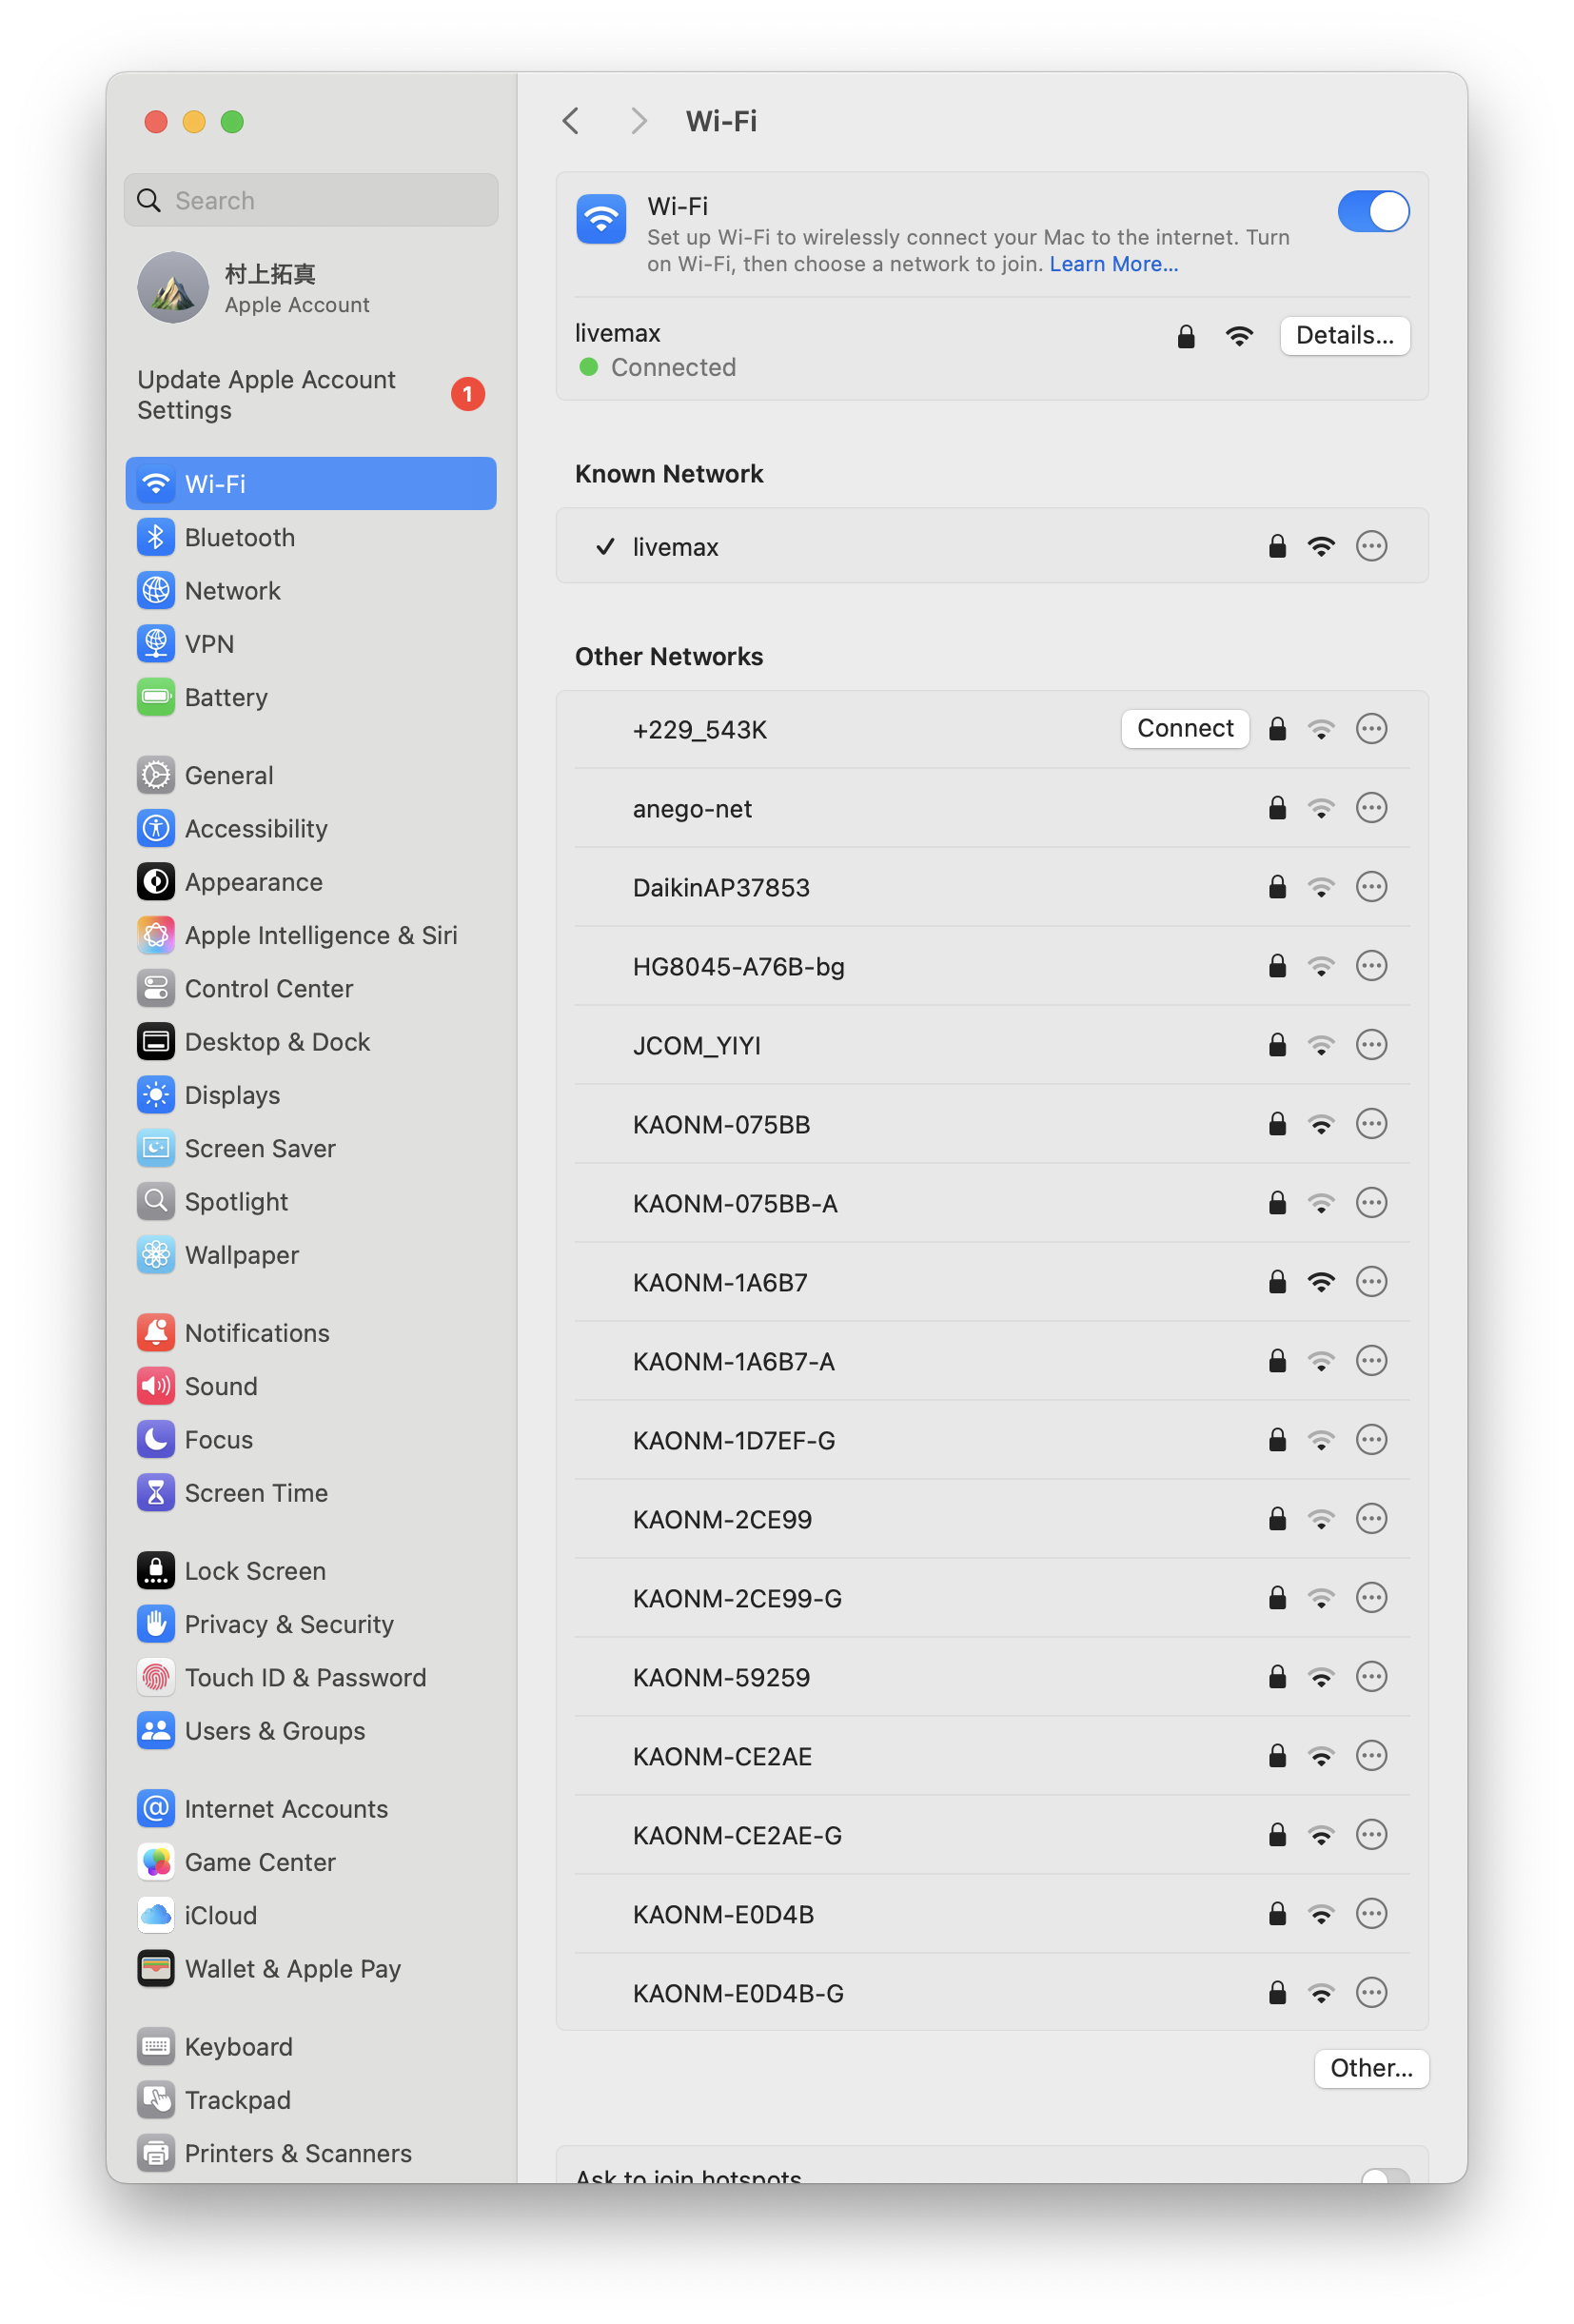 Wi-Fi
Search
村上拓真
Apple Account
Update Apple Account
Settings
1
Wi-Fi
Bluetooth
Network
VPN
Battery
General
Accessibility
Appearance
Apple Intelligence & Siri
Control Center
Desktop & Dock
Displays
Screen Saver
Spotlight
Wallpaper
Notifications
Sound
Focus
Screen Time
Lock Screen
Privacy & Security
Touch ID & Password
Users & Groups
Internet Accounts
Game Center
iCloud
Wallet & Apple Pay
Keyboard
Trackpad
Printers & Scanners
Wi-Fi
Set up Wi-Fi to wirelessly connect your Mac to the internet. Turn
on Wi-Fi, then choose a network to join. Learn More...
livemax
Details...
Connected
Known Network
livemax
Other Networks
+229_543K
Connect
anego-net
DaikinAP37853
HG8045-A76B-bg
JCOM_YIYI
KAONM-075BB
KAONM-075BB-A
KAONM-1A6B7
KAONM-1A6B7-A
KAONM-1D7EF-G
KAONM-2CE99
KAONM-2CE99-G
KAONM-59259
KAONM-CE2AE
KAONM-CE2AE-G
KAONM-E0D4B
KAONM-E0D4B-G
Other...
Ask to join hotspots